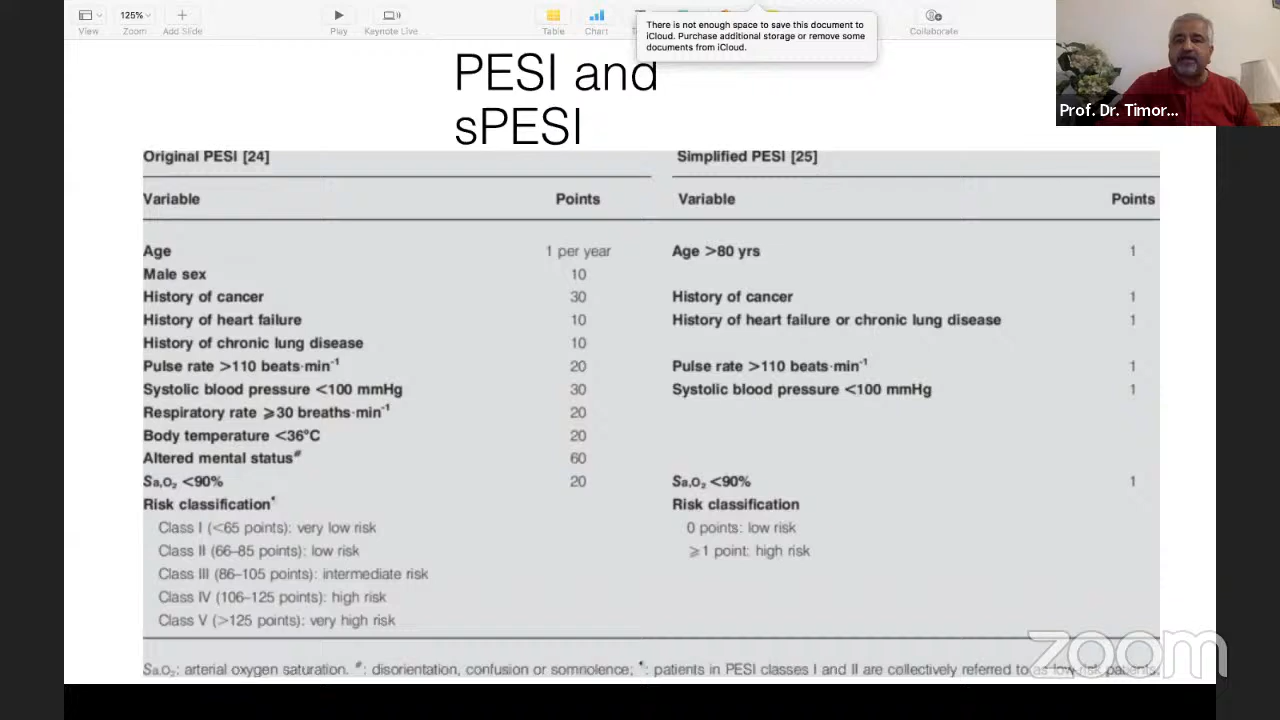 125%
View
Zoom
Add Slide
Play
Keynote Live
Table
Chart
Collaborate
There is not enough space to save this document to
iCloud. Purchase additional storage or remove some
documents from iCloud.
Prof. Dr. Timor...
PESI and
sPESI
Original PESI [24]
Simplified PESI [25]
Variable Points
Variable Points
Age 1 per year
Age >80 yrs 1
Male sex 10
History of cancer 30
History of cancer 1
History of heart failure 10
History of heart failure or chronic lung disease 1
History of chronic lung disease 10
Pulse rate >110 beats·min⁻¹ 20
Pulse rate >110 beats·min⁻¹ 1
Systolic blood pressure <100 mmHg 30
Systolic blood pressure <100 mmHg 1
Respiratory rate ⩾30 breaths·min⁻¹ 20
Body temperature <36°C 20
Altered mental status# 60
Sa,O₂ <90% 20
Sa,O₂ <90% 1
Risk classification¶
Risk classification
Class I (<65 points): very low risk
0 points: low risk
Class II (66–85 points): low risk
⩾1 point: high risk
Class III (86–105 points): intermediate risk
Class IV (106–125 points): high risk
Class V (>125 points): very high risk
Sa,O₂: arterial oxygen saturation. #: disorientation, confusion or somnolence; ¶: patients in PESI classes I and II are collectively referred to as low-risk patients.
zoom